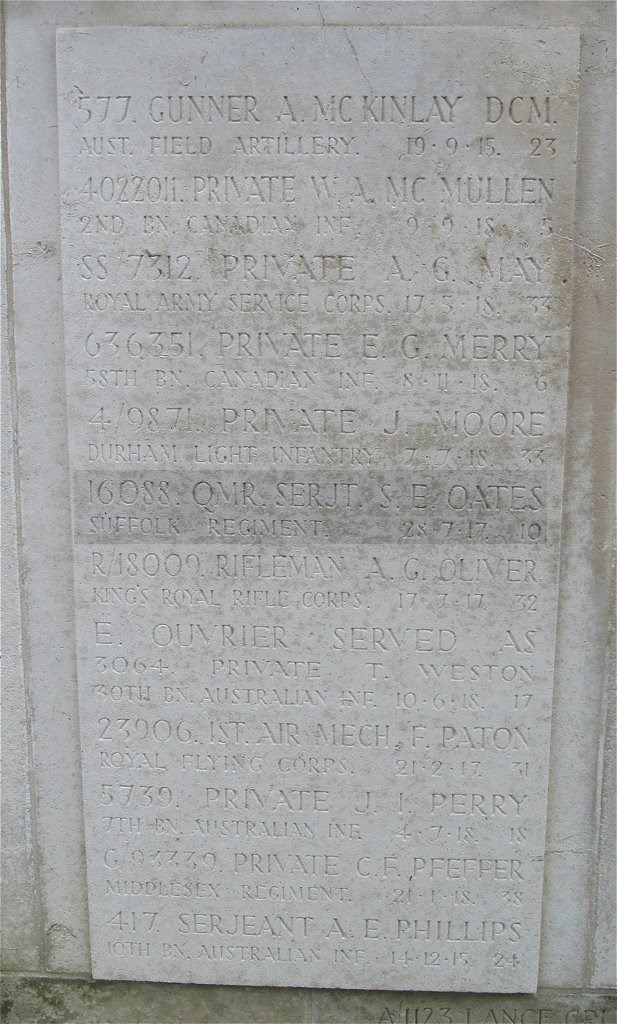 577. GUNNER A. MC KINLAY DCM.
AUST. FIELD ARTILLERY. 19·9·15. 23
4022011. PRIVATE W. A. MC MULLEN
2ND BN. CANADIAN INF. 9·9·18. 5
SS/7312. PRIVATE A. G. MAY
ROYAL ARMY SERVICE CORPS. 17·5·18. 33
636351. PRIVATE E. G. MERRY
58TH BN. CANADIAN INF. 8·11·18. 6
4/9871. PRIVATE J. MOORE
DURHAM LIGHT INFANTRY. 7·7·18. 33
16088. QMR. SERJT. S. E. OATES
SUFFOLK REGIMENT. 28·7·17. 10
R/18009. RIFLEMAN A. G. OLIVER
KING'S ROYAL RIFLE CORPS. 17·7·17. 32
E. OUVRIER SERVED AS
3064. PRIVATE T. WESTON
30TH BN. AUSTRALIAN INF. 10·6·18. 17
23906. 1ST. AIR MECH. F. PATON
ROYAL FLYING CORPS. 21·2·17. 31
5739. PRIVATE J. I. PERRY
7TH BN. AUSTRALIAN INF. 4·7·18. 18
G/93339. PRIVATE C. F. PFEFFER
MIDDLESEX REGIMENT. 21·1·18. 38
417. SERJEANT A. E. PHILLIPS
10TH BN. AUSTRALIAN INF. 14·12·15. 24
A/1123 LANCE CPL